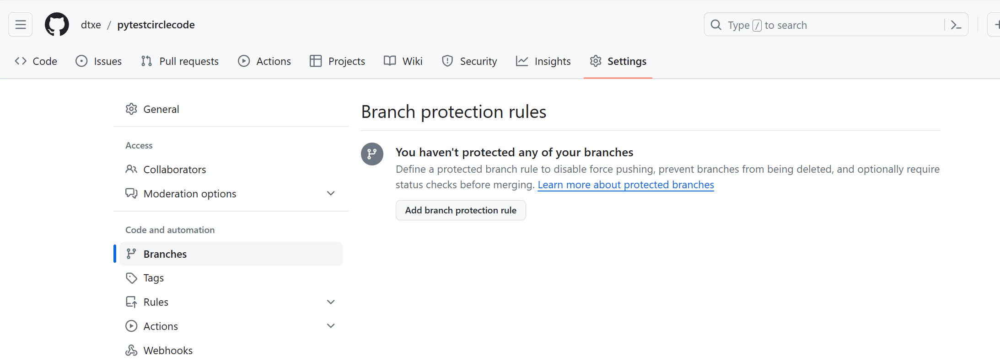 dtxe / pytestcirclecode
Type / to search
Code Issues Pull requests Actions Projects Wiki Security Insights Settings
General
Access
Collaborators
Moderation options
Code and automation
Branches
Tags
Rules
Actions
Webhooks
Branch protection rules
You haven't protected any of your branches
Define a protected branch rule to disable force pushing, prevent branches from being deleted, and optionally require
status checks before merging. Learn more about protected branches
Add branch protection rule